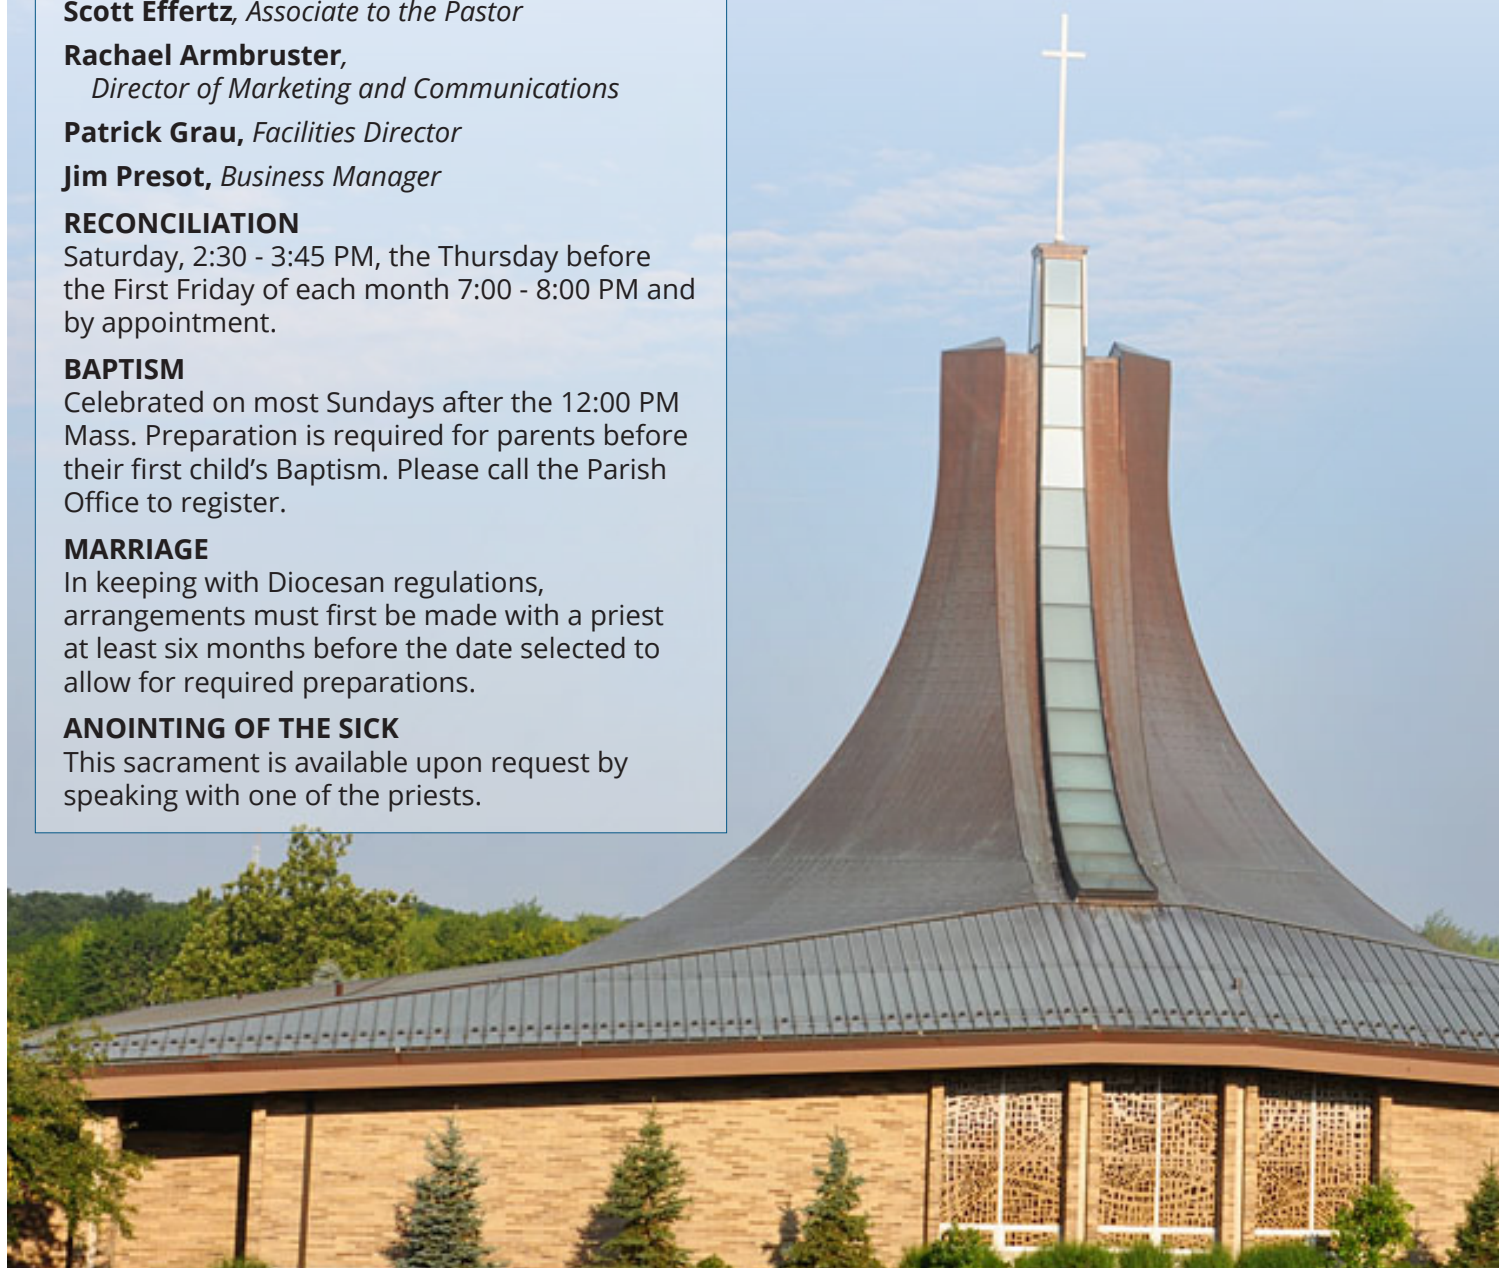 Scott Effertz, Associate to the Pastor
Rachael Armbruster,
Director of Marketing and Communications
Patrick Grau, Facilities Director
Jim Presot, Business Manager
RECONCILIATION
Saturday, 2:30 - 3:45 PM, the Thursday before
the First Friday of each month 7:00 - 8:00 PM and
by appointment.
BAPTISM
Celebrated on most Sundays after the 12:00 PM
Mass. Preparation is required for parents before
their first child’s Baptism. Please call the Parish
Office to register.
MARRIAGE
In keeping with Diocesan regulations,
arrangements must first be made with a priest
at least six months before the date selected to
allow for required preparations.
ANOINTING OF THE SICK
This sacrament is available upon request by
speaking with one of the priests.